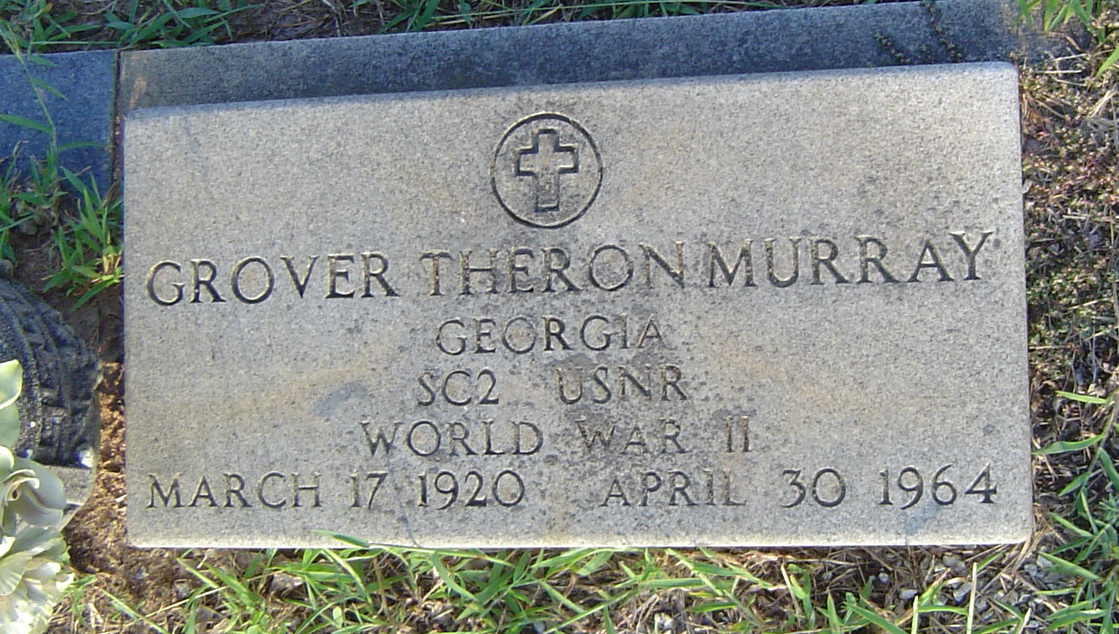 GROVER THERON MURRAY
GEORGIA
SC2 USNR
WORLD WAR II
MARCH 17 1920 APRIL 30 1964